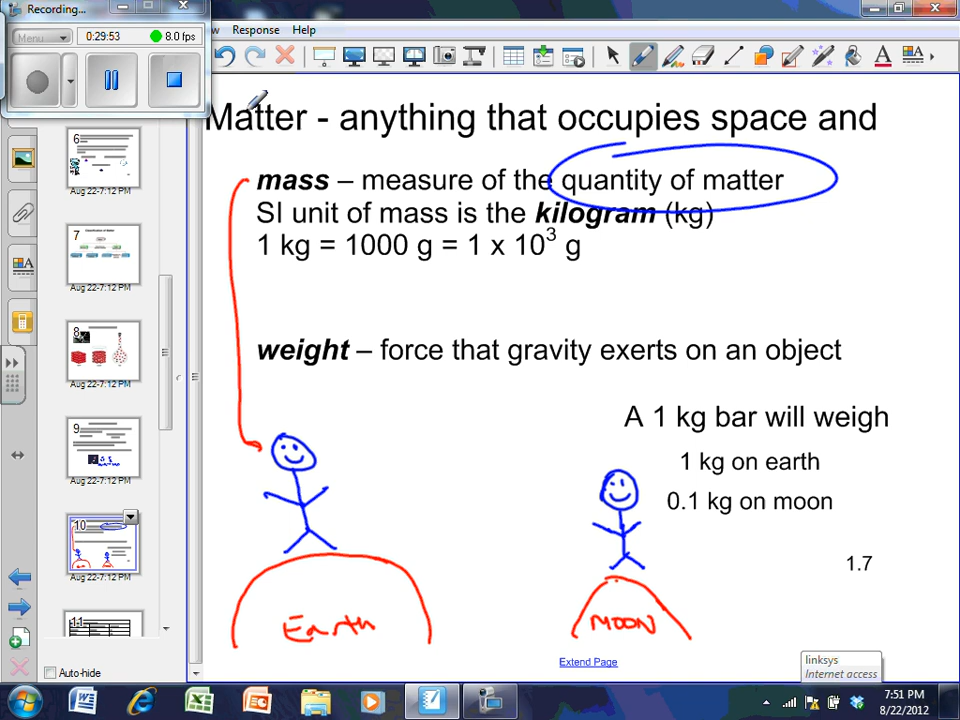 Recording...
Menu
0:29:53
8.0 fps
w Response Help
Matter - anything that occupies space and
mass – measure of the quantity of matter
SI unit of mass is the kilogram (kg)
1 kg = 1000 g = 1 x 10³ g
weight – force that gravity exerts on an object
A 1 kg bar will weigh
1 kg on earth
0.1 kg on moon
1.7
Earth
MOON
Extend Page
6
Aug 22-7:12 PM
7
Aug 22-7:12 PM
8
Aug 22-7:12 PM
9
Aug 22-7:12 PM
10
Aug 22-7:12 PM
11
Auto-hide
linksys
Internet access
7:51 PM
8/22/2012